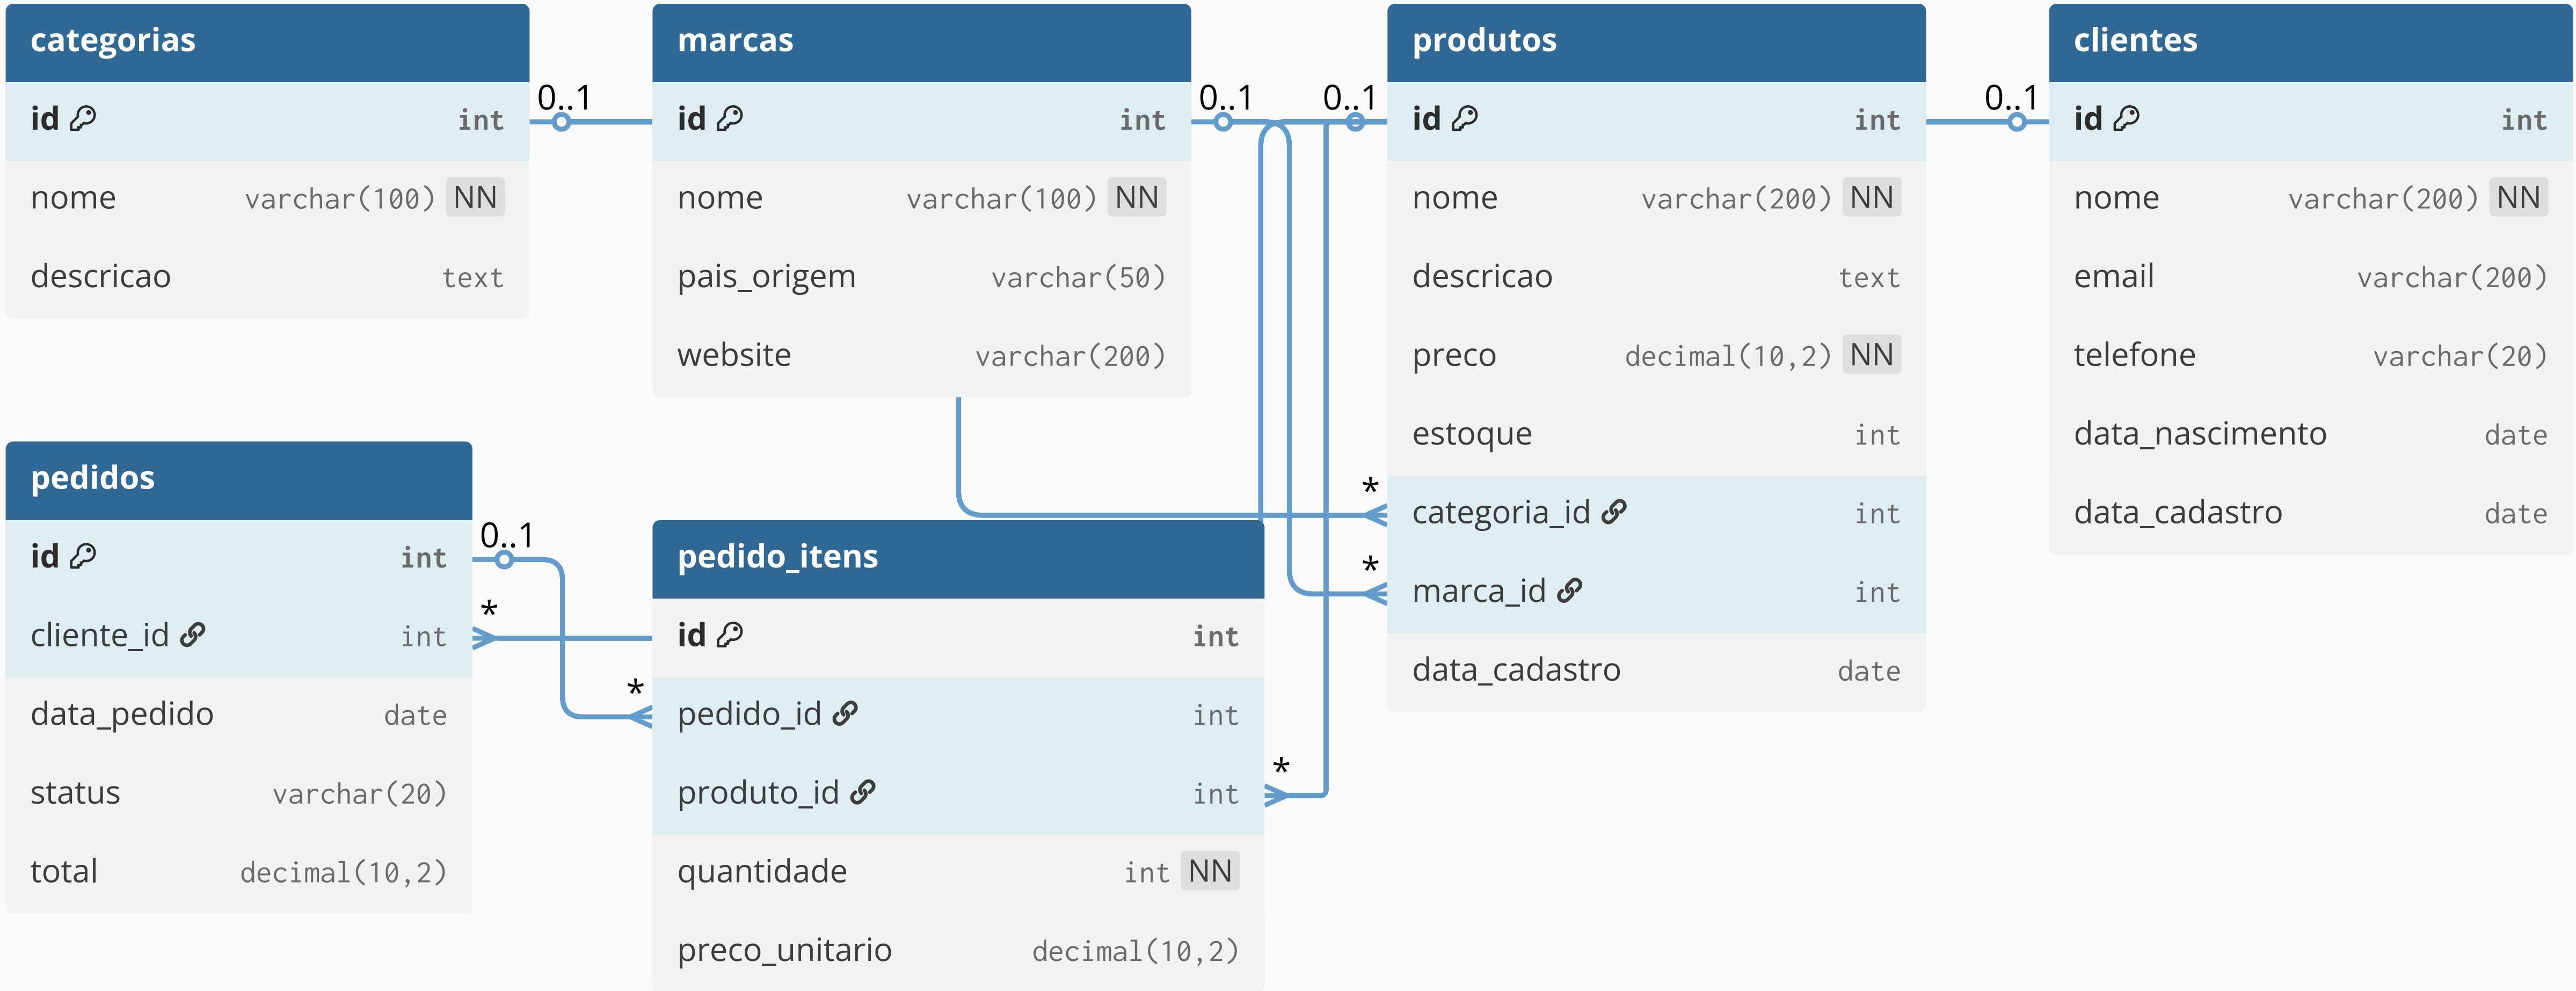 categorias
id int
nome varchar(100) NN
descricao text
0..1
marcas
id int
nome varchar(100) NN
pais_origem varchar(50)
website varchar(200)
0..1
0..1
produtos
id int
nome varchar(200) NN
descricao text
preco decimal(10,2) NN
estoque int
* categoria_id int
* marca_id int
data_cadastro date
0..1
clientes
id int
nome varchar(200) NN
email varchar(200)
telefone varchar(20)
data_nascimento date
data_cadastro date
pedidos
id int
0..1
cliente_id int
*
data_pedido date
status varchar(20)
total decimal(10,2)
pedido_itens
id int
* pedido_id int
produto_id int
*
quantidade int NN
preco_unitario decimal(10,2)